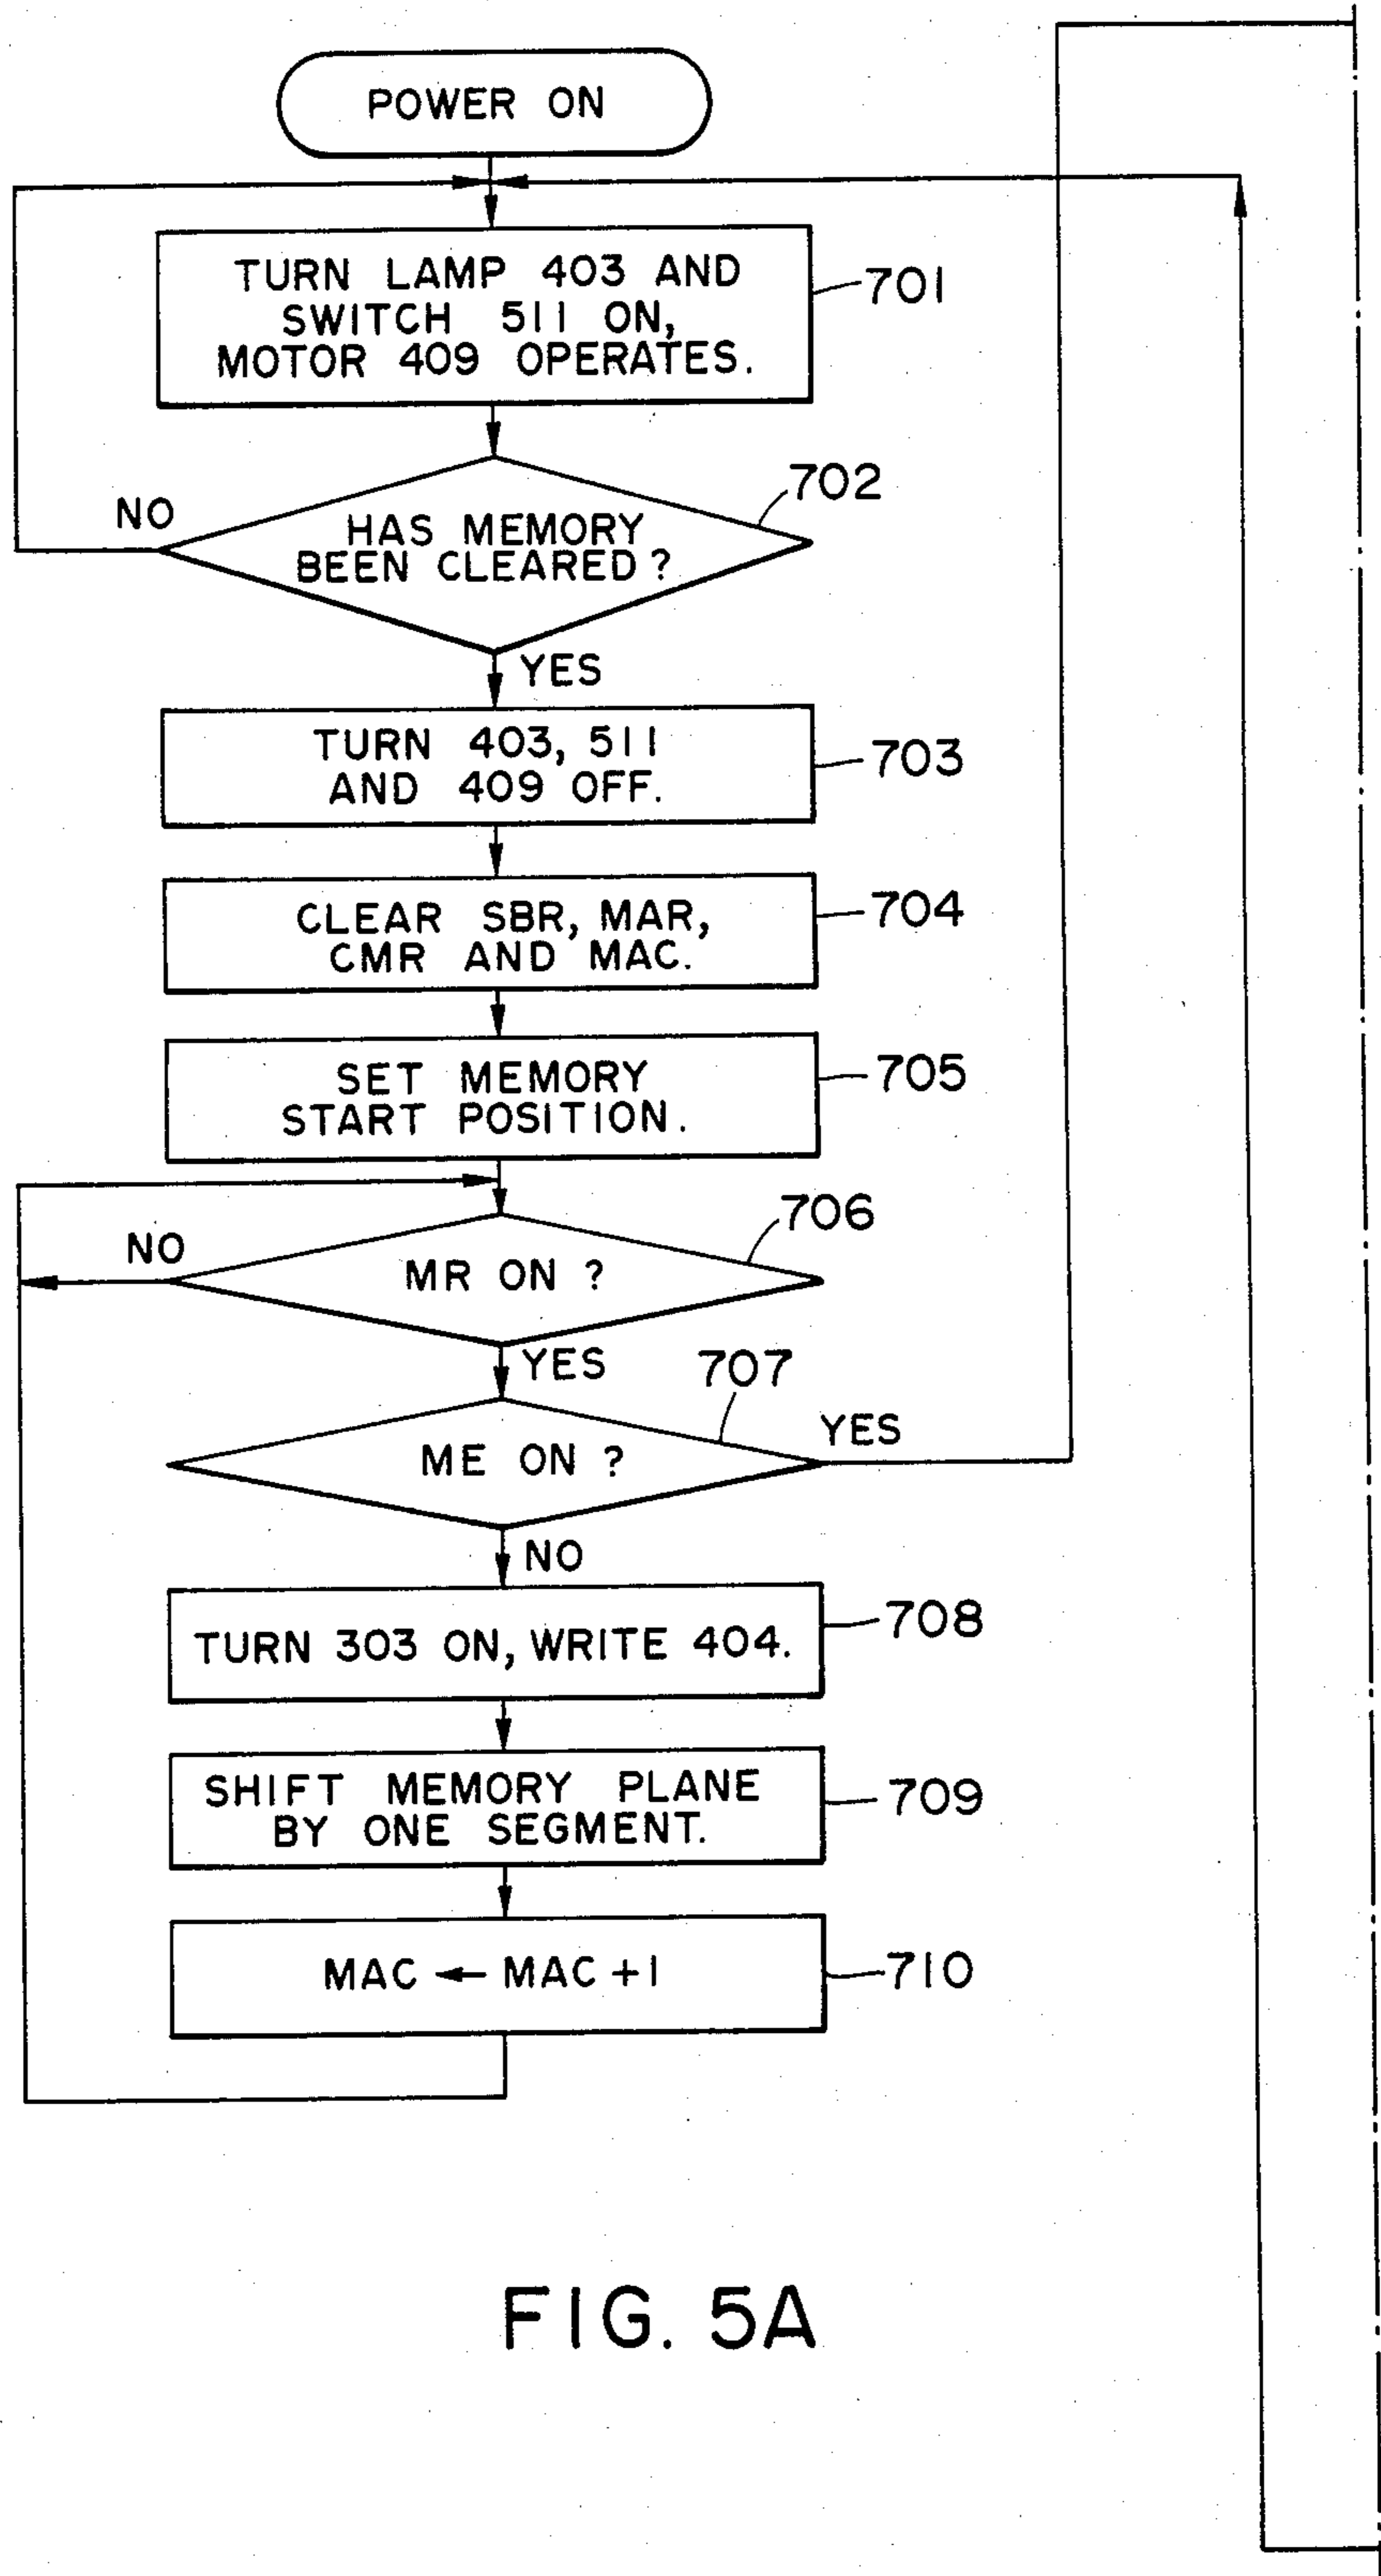 POWER ON
TURN LAMP 403 AND
SWITCH 511 ON,
MOTOR 409 OPERATES.
701
702
NO
HAS MEMORY
BEEN CLEARED ?
YES
TURN 403, 511
AND 409 OFF.
703
CLEAR SBR, MAR,
CMR AND MAC.
704
SET MEMORY
START POSITION.
705
706
NO
MR ON ?
YES
707
YES
ME ON ?
NO
708
TURN 303 ON, WRITE 404.
SHIFT MEMORY PLANE
BY ONE SEGMENT.
709
MAC ← MAC +1
710
FIG. 5A